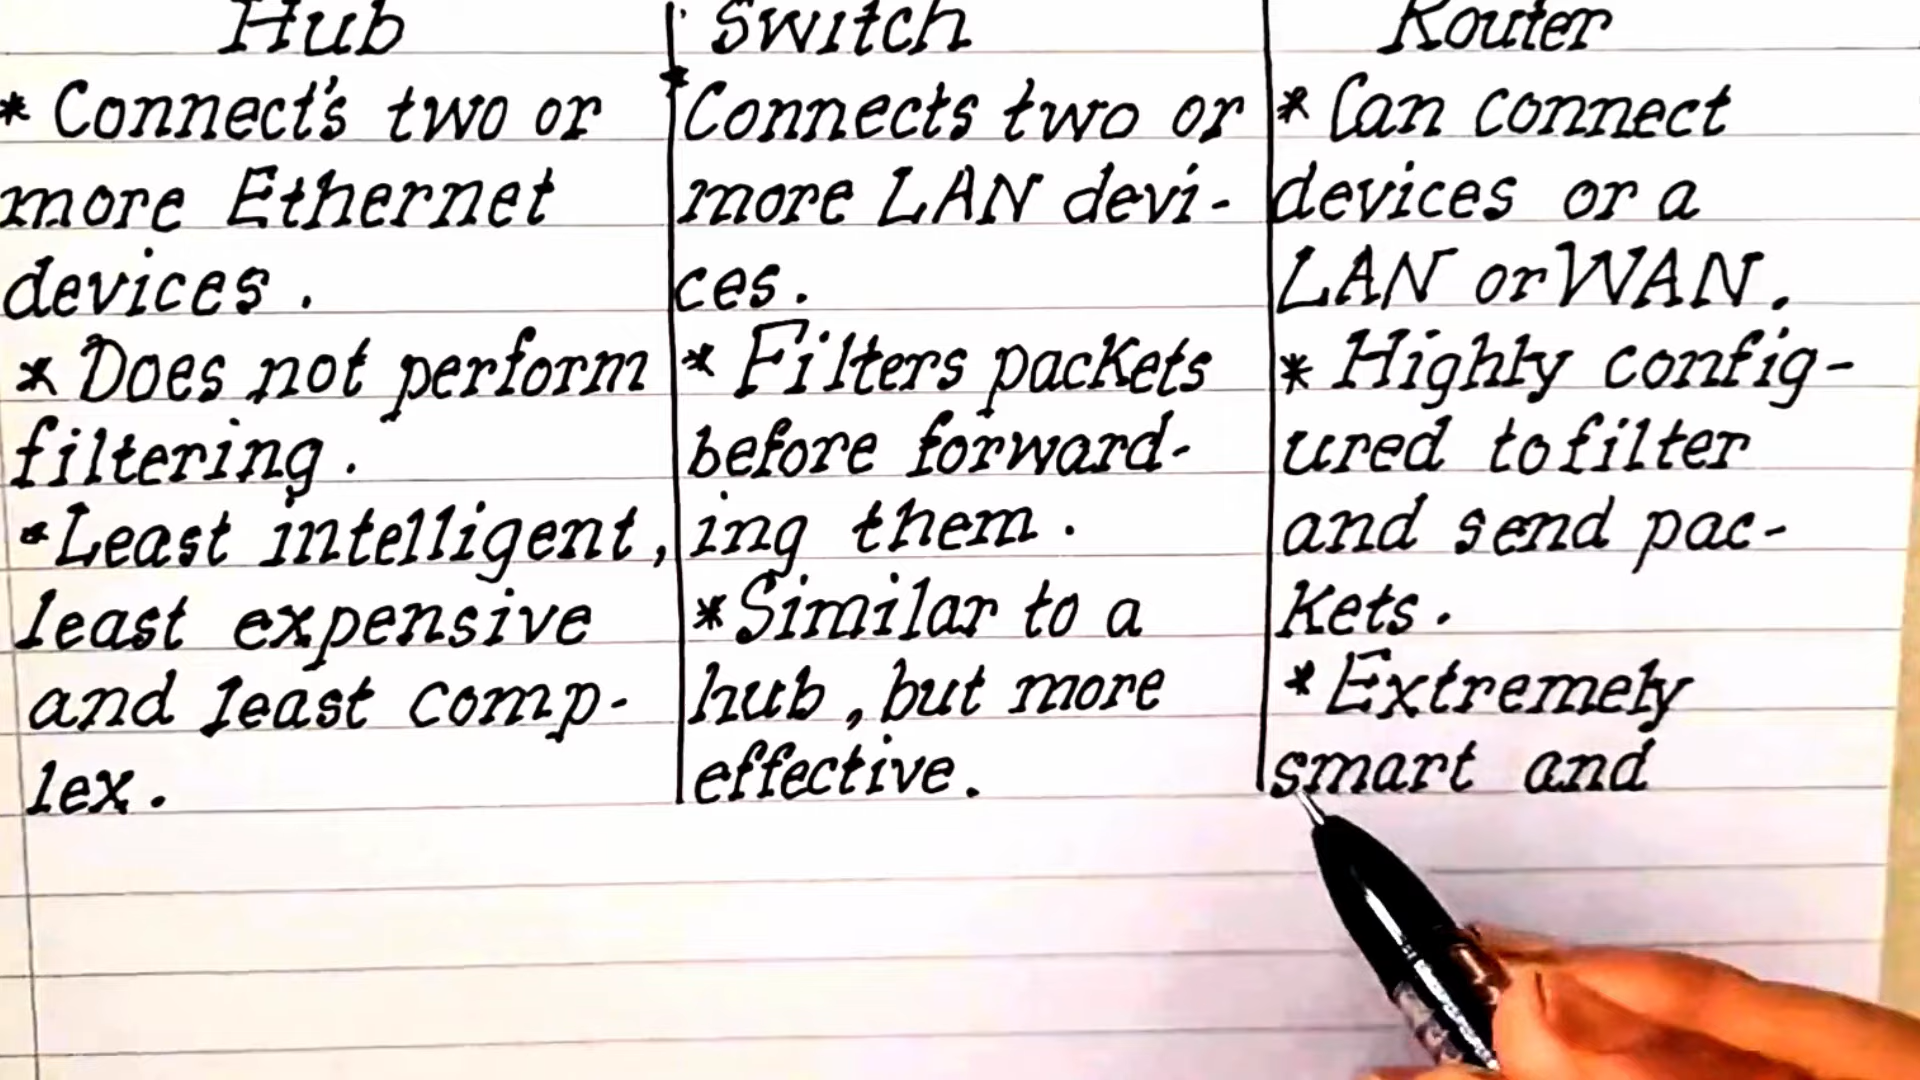 Hub
* Connect's two or
more Ethernet
devices.
* Does not perform
filtering.
* Least intelligent,
least expensive
and least comp-
lex.
Switch
* Connects two or
more LAN devi-
ces.
* Filters packets
before forward-
ing them.
* Similar to a
hub, but more
effective.
Router
* Can connect
devices or a
LAN or WAN.
* Highly config-
ured to filter
and send pac-
kets.
* Extremely
smart and